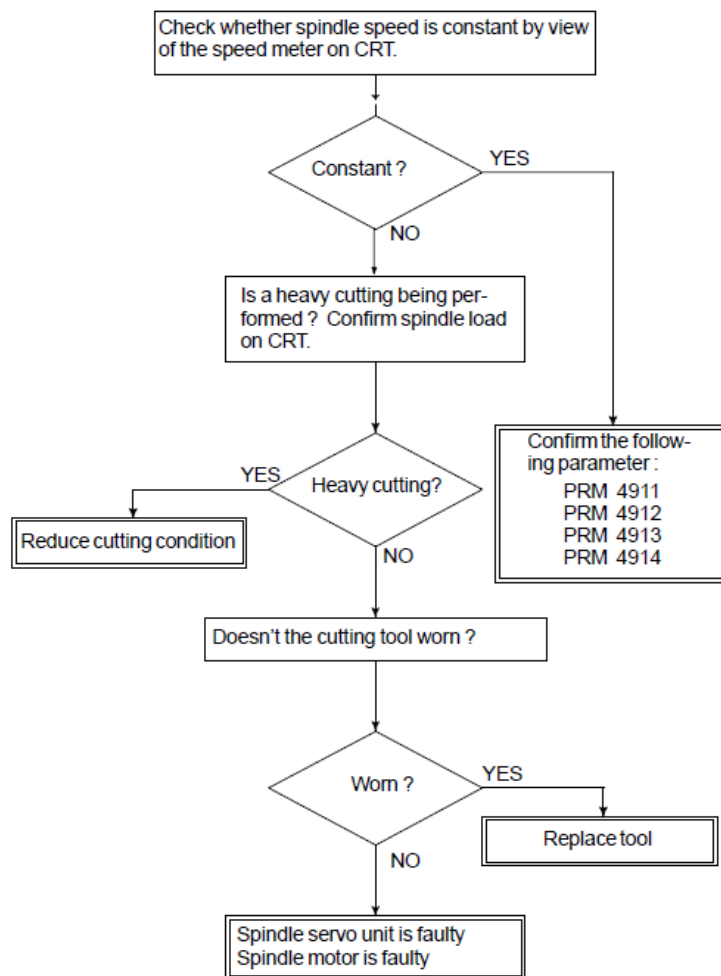 Check whether spindle speed is constant by view
of the speed meter on CRT.
Constant ?
YES
NO
Is a heavy cutting being per-
formed ? Confirm spindle load
on CRT.
Confirm the follow-
ing parameter :
PRM 4911
PRM 4912
PRM 4913
PRM 4914
YES
Heavy cutting?
Reduce cutting condition
NO
Doesn't the cutting tool worn ?
Worn ?
YES
Replace tool
NO
Spindle servo unit is faulty
Spindle motor is faulty